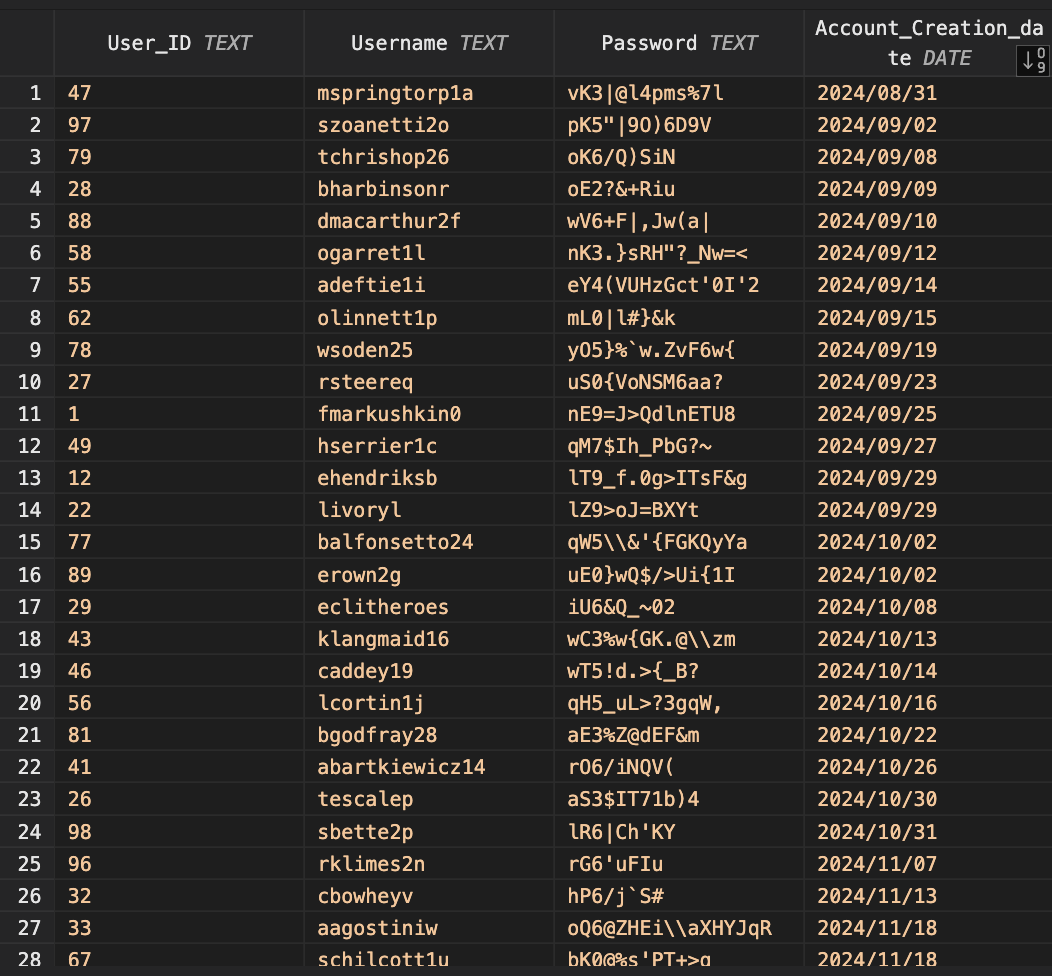 User_ID TEXT Username TEXT Password TEXT Account_Creation_da
te DATE
1 47 mspringtorp1a vK3|@l4pms%7l 2024/08/31
2 97 szoanetti2o pK5"|9O)6D9V 2024/09/02
3 79 tchrishop26 oK6/Q)SiN 2024/09/08
4 28 bharbinsonr oE2?&+Riu 2024/09/09
5 88 dmacarthur2f wV6+F|,Jw(a| 2024/09/10
6 58 ogarret1l nK3.}sRH"?_Nw=< 2024/09/12
7 55 adeftie1i eY4(VUHzGct'0I'2 2024/09/14
8 62 olinnett1p mL0|l#}&k 2024/09/15
9 78 wsoden25 yO5}%`w.ZvF6w{ 2024/09/19
10 27 rsteereq uS0{VoNSM6aa? 2024/09/23
11 1 fmarkushkin0 nE9=J>QdlnETU8 2024/09/25
12 49 hserrier1c qM7$Ih_PbG?~ 2024/09/27
13 12 ehendriksb lT9_f.0g>ITsF&g 2024/09/29
14 22 livoryl lZ9>oJ=BXYt 2024/09/29
15 77 balfonsetto24 qW5\\&'{FGKQyYa 2024/10/02
16 89 erown2g uE0}wQ$/>Ui{1I 2024/10/02
17 29 eclitheroes iU6&Q_~02 2024/10/08
18 43 klangmaid16 wC3%w{GK.@\\zm 2024/10/13
19 46 caddey19 wT5!d.>{_B? 2024/10/14
20 56 lcortin1j qH5_uL>?3gqW, 2024/10/16
21 81 bgodfray28 aE3%Z@dEF&m 2024/10/22
22 41 abartkiewicz14 rO6/iNQV( 2024/10/26
23 26 tescalep aS3$IT71b)4 2024/10/30
24 98 sbette2p lR6|Ch'KY 2024/10/31
25 96 rklimes2n rG6'uFIu 2024/11/07
26 32 cbowheyv hP6/j`S# 2024/11/13
27 33 aagostiniw oQ6@ZHEi\\aXHYJqR 2024/11/18
28 67 schilcott1u bK0@%s'PT+>q 2024/11/18